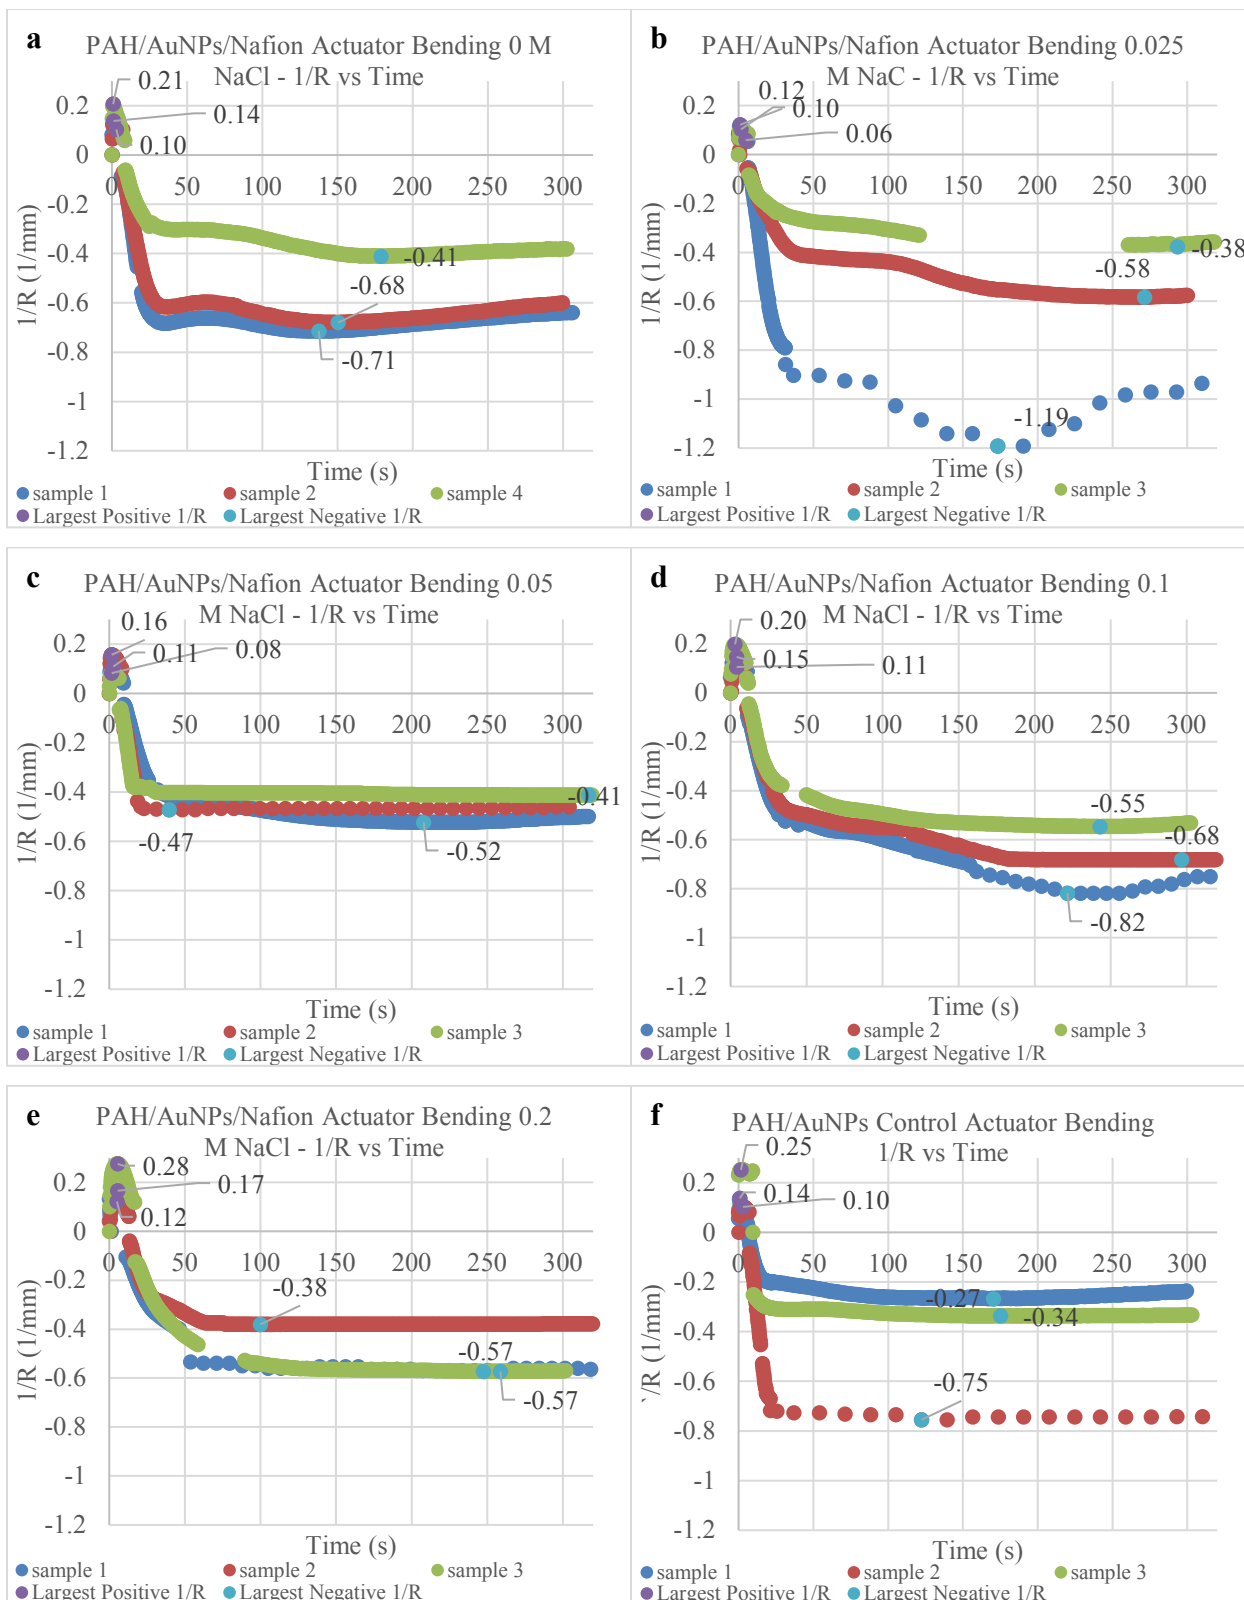 a
PAH/AuNPs/Nafion Actuator Bending 0 M
NaCl - 1/R vs Time
0.21
0.14
0.10
0.2
0
-0.2
-0.4
-0.6
-0.8
-1
-1.2
0 50 100 150 200 250 300
-0.41
-0.68
-0.71
1/R (1/mm)
Time (s)
sample 1 sample 2 sample 4
Largest Positive 1/R Largest Negative 1/R
b
PAH/AuNPs/Nafion Actuator Bending 0.025
M NaC - 1/R vs Time
0.12
0.10
0.06
0.2
0
-0.2
-0.4
-0.6
-0.8
-1
-1.2
0 50 100 150 200 250 300
-0.38
-0.58
-1.19
1/R (1/mm)
Time (s)
sample 1 sample 2 sample 3
Largest Positive 1/R Largest Negative 1/R
c
PAH/AuNPs/Nafion Actuator Bending 0.05
M NaCl - 1/R vs Time
0.16
0.11
0.08
0.2
0
-0.2
-0.4
-0.6
-0.8
-1
-1.2
0 50 100 150 200 250 300
-0.41
-0.47
-0.52
1/R (1/mm)
Time (s)
sample 1 sample 2 sample 3
Largest Positive 1/R Largest Negative 1/R
d
PAH/AuNPs/Nafion Actuator Bending 0.1
M NaCl - 1/R vs Time
0.20
0.15
0.11
0.2
0
-0.2
-0.4
-0.6
-0.8
-1
-1.2
0 50 100 150 200 250 300
-0.55
-0.68
-0.82
1/R (1/mm)
Time (s)
sample 1 sample 2 sample 3
Largest Positive 1/R Largest Negative 1/R
e
PAH/AuNPs/Nafion Actuator Bending 0.2
M NaCl - 1/R vs Time
0.28
0.17
0.12
0.2
0
-0.2
-0.4
-0.6
-0.8
-1
-1.2
0 50 100 150 200 250 300
-0.38
-0.57
-0.57
1/R (1/mm)
Time (s)
sample 1 sample 2 sample 3
Largest Positive 1/R Largest Negative 1/R
f
PAH/AuNPs Control Actuator Bending
1/R vs Time
0.25
0.14
0.10
0.2
0
-0.2
-0.4
-0.6
-0.8
-1
-1.2
0 50 100 150 200 250 300
-0.27
-0.34
-0.75
/R (1/mm)
Time (s)
sample 1 sample 2 sample 3
Largest Positive 1/R Largest Negative 1/R